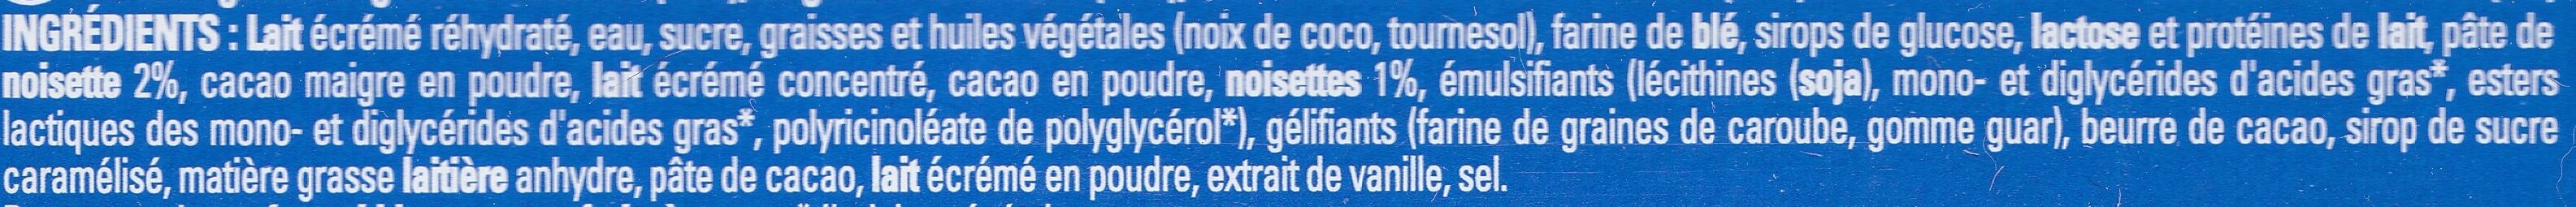 INGRÉDIENTS : Lait écrémé réhydraté, eau, sucre, graisses et huiles végétales (noix de coco, tournesol), farine de blé, sirops de glucose, lactose et protéines de lait, pâte de
noisette 2%, cacao maigre en poudre, lait écrémé concentré, cacao en poudre, noisettes 1%, émulsifiants (lécithines (soja), mono- et diglycérides d'acides gras*, esters
lactiques des mono- et diglycérides d'acides gras*, polyricinoléate de polyglycérol*), gélifiants (farine de graines de caroube, gomme guar), beurre de cacao, sirop de sucre
caramélisé, matière grasse laitière anhydre, pâte de cacao, lait écrémé en poudre, extrait de vanille, sel.